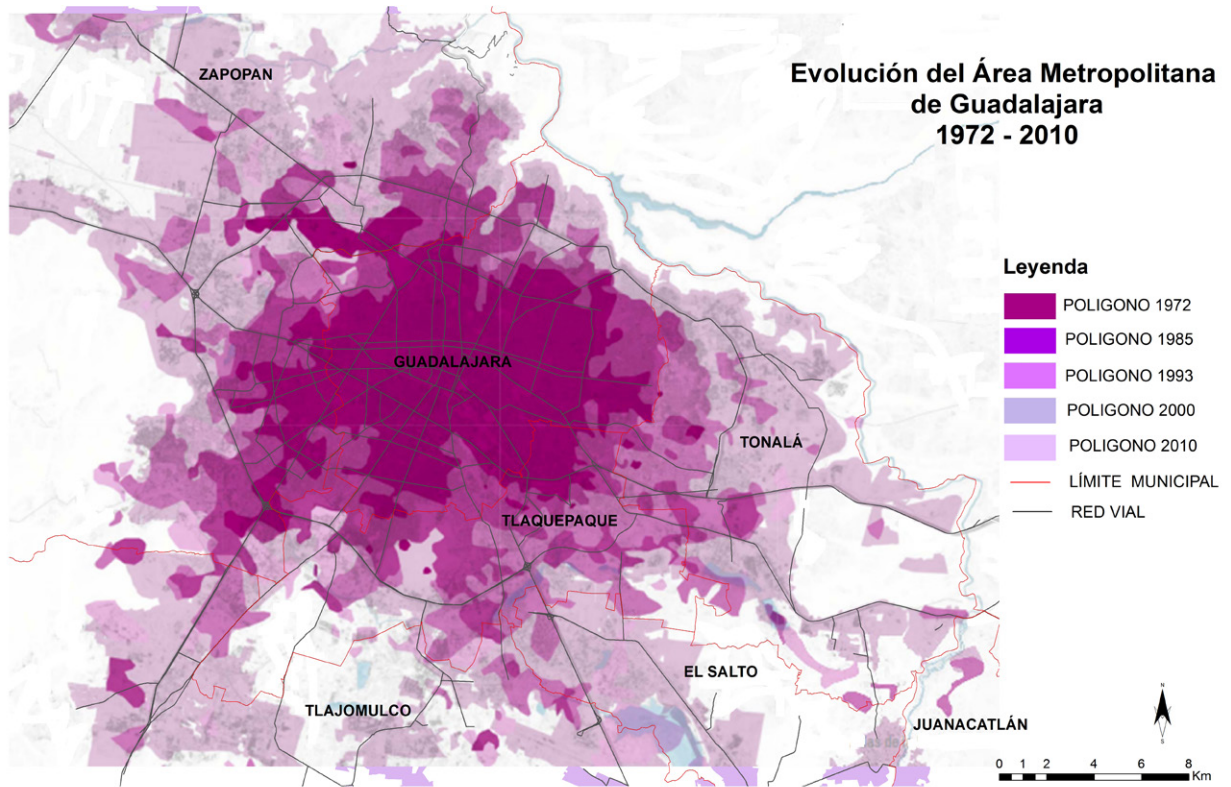 Evolución del Área Metropolitana
de Guadalajara
1972 - 2010
ZAPOPAN
GUADALAJARA
TONALÁ
TLAQUEPAQUE
EL SALTO
TLAJOMULCO
JUANACATLÁN
Leyenda
POLIGONO 1972
POLIGONO 1985
POLIGONO 1993
POLIGONO 2000
POLIGONO 2010
LÍMITE MUNICIPAL
RED VIAL
N
S
0 1 2 4 6 8
Km